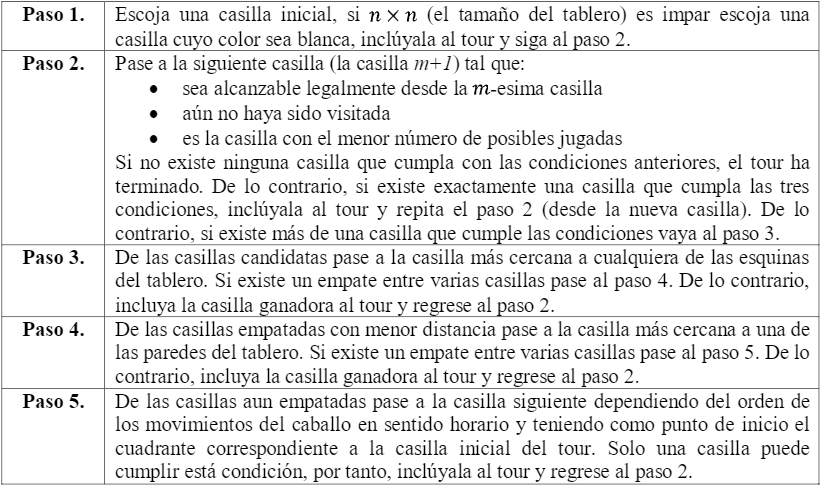 Paso 1. Escoja una casilla inicial, si n × n (el tamaño del tablero) es impar escoja una
casilla cuyo color sea blanca, inclúyala al tour y siga al paso 2.
Paso 2. Pase a la siguiente casilla (la casilla m+1) tal que:
• sea alcanzable legalmente desde la m-esima casilla
• aún no haya sido visitada
• es la casilla con el menor número de posibles jugadas
Si no existe ninguna casilla que cumpla con las condiciones anteriores, el tour ha
terminado. De lo contrario, si existe exactamente una casilla que cumpla las tres
condiciones, inclúyala al tour y repita el paso 2 (desde la nueva casilla). De lo
contrario, si existe más de una casilla que cumple las condiciones vaya al paso 3.
Paso 3. De las casillas candidatas pase a la casilla más cercana a cualquiera de las esquinas
del tablero. Si existe un empate entre varias casillas pase al paso 4. De lo contrario,
incluya la casilla ganadora al tour y regrese al paso 2.
Paso 4. De las casillas empatadas con menor distancia pase a la casilla más cercana a una de
las paredes del tablero. Si existe un empate entre varias casillas pase al paso 5. De lo
contrario, incluya la casilla ganadora al tour y regrese al paso 2.
Paso 5. De las casillas aun empatadas pase a la casilla siguiente dependiendo del orden de
los movimientos del caballo en sentido horario y teniendo como punto de inicio el
cuadrante correspondiente a la casilla inicial del tour. Solo una casilla puede
cumplir está condición, por tanto, inclúyala al tour y regrese al paso 2.